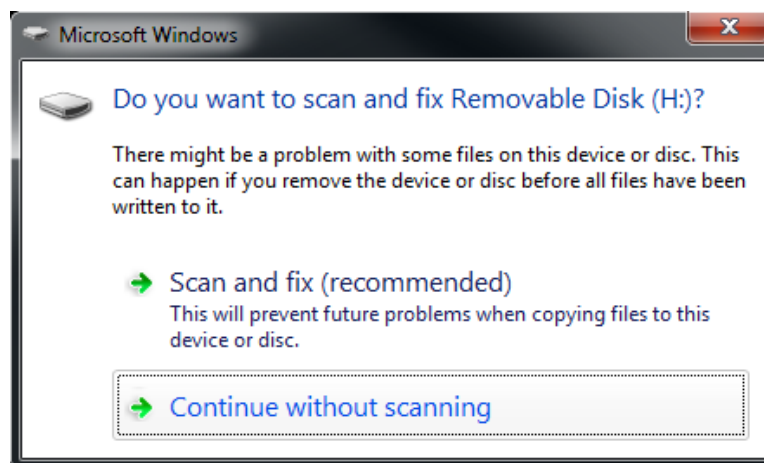 Microsoft Windows
Do you want to scan and fix Removable Disk (H:)?
There might be a problem with some files on this device or disc. This
can happen if you remove the device or disc before all files have been
written to it.
Scan and fix (recommended)
This will prevent future problems when copying files to this
device or disc.
Continue without scanning